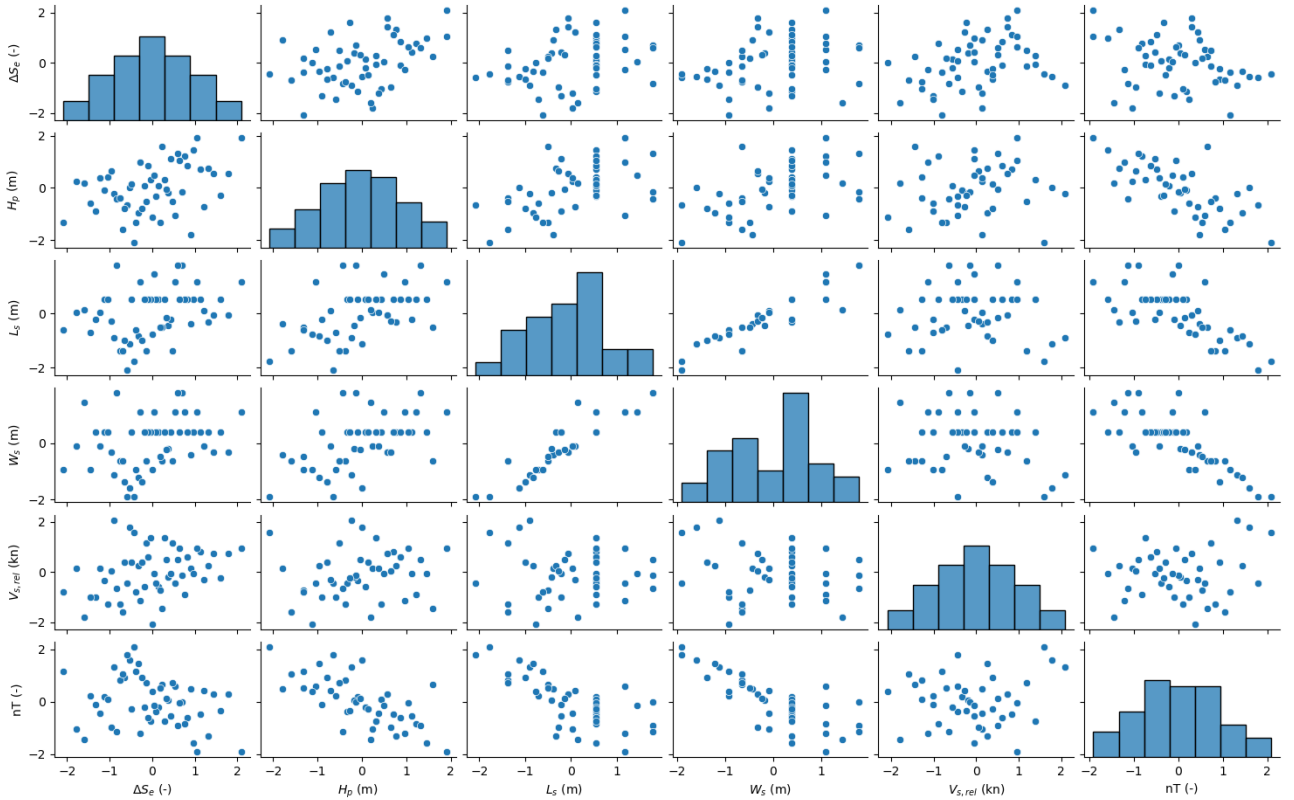 ΔS_e (-)
2
0
−2
H_p (m)
2
0
−2
L_s (m)
2
0
−2
W_s (m)
2
0
−2
V_{s,rel} (kn)
2
0
−2
nT (-)
2
0
−2
−2 −1 0 1 2
−2 −1 0 1 2
−2 −1 0 1
−1 0 1
−2 −1 0 1 2
−2 −1 0 1 2
ΔS_e (-)
H_p (m)
L_s (m)
W_s (m)
V_{s,rel} (kn)
nT (-)